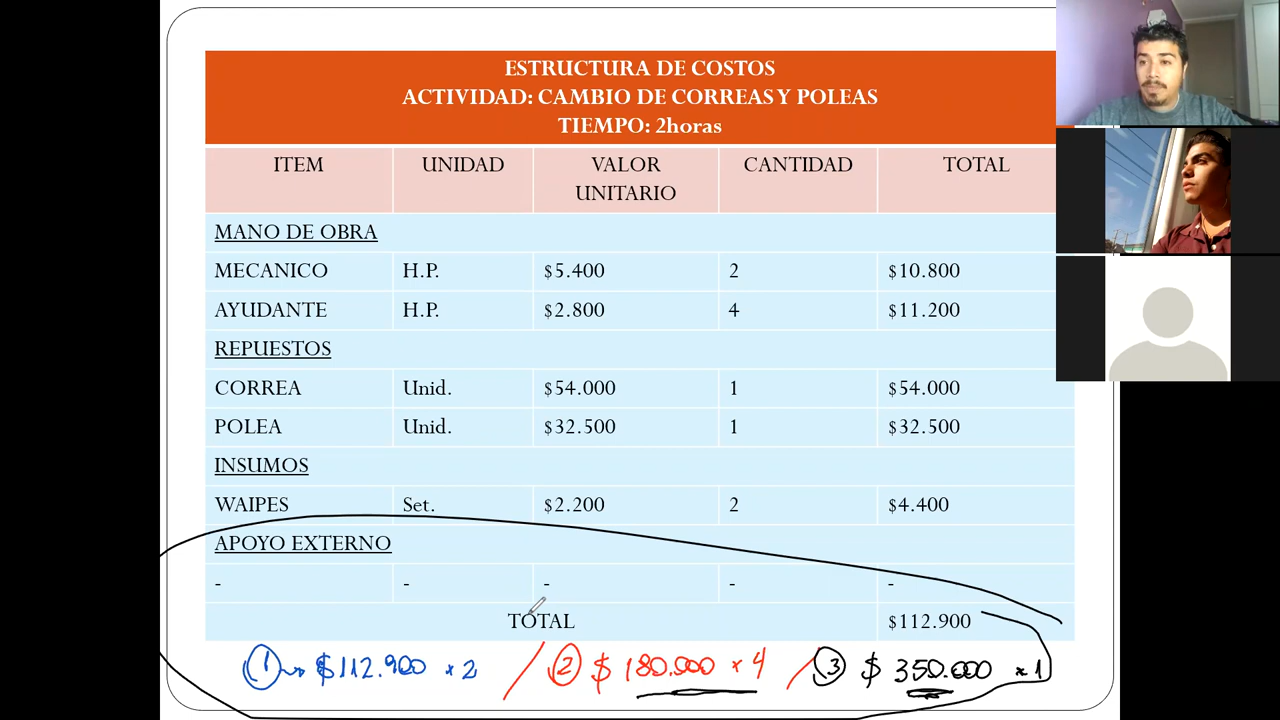 ESTRUCTURA DE COSTOS
ACTIVIDAD: CAMBIO DE CORREAS Y POLEAS
TIEMPO: 2horas
ITEM UNIDAD VALOR UNITARIO CANTIDAD TOTAL
MANO DE OBRA
MECANICO H.P. $5.400 2 $10.800
AYUDANTE H.P. $2.800 4 $11.200
REPUESTOS
CORREA Unid. $54.000 1 $54.000
POLEA Unid. $32.500 1 $32.500
INSUMOS
WAIPES Set. $2.200 2 $4.400
APOYO EXTERNO
- - - - -
TOTAL $112.900
① → $112.900 × 2 / ② $ 180.000 × 4 / ③ $ 350.000 × 1